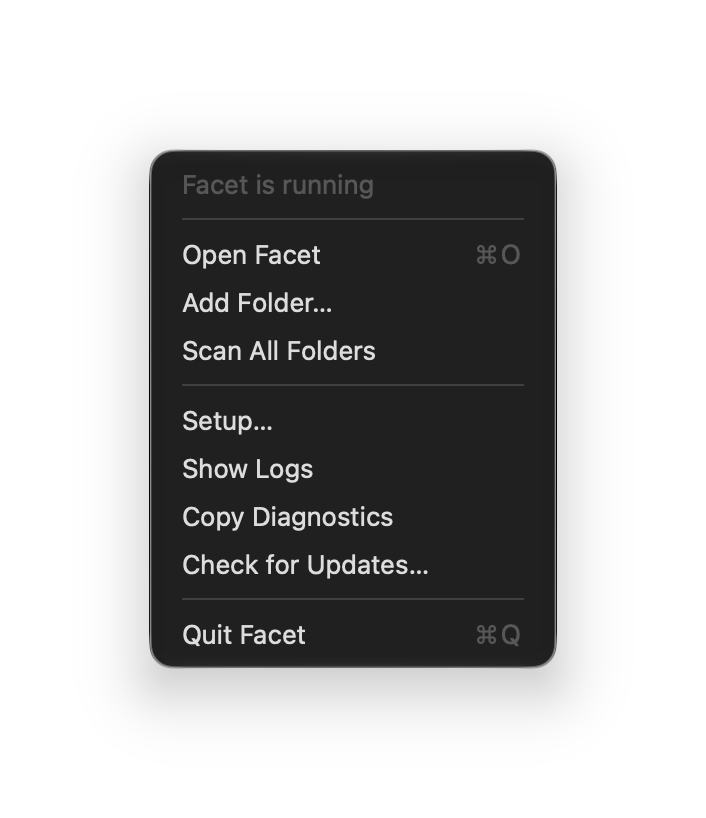 Facet is running
Open Facet ⌘O
Add Folder...
Scan All Folders
Setup...
Show Logs
Copy Diagnostics
Check for Updates...
Quit Facet ⌘Q